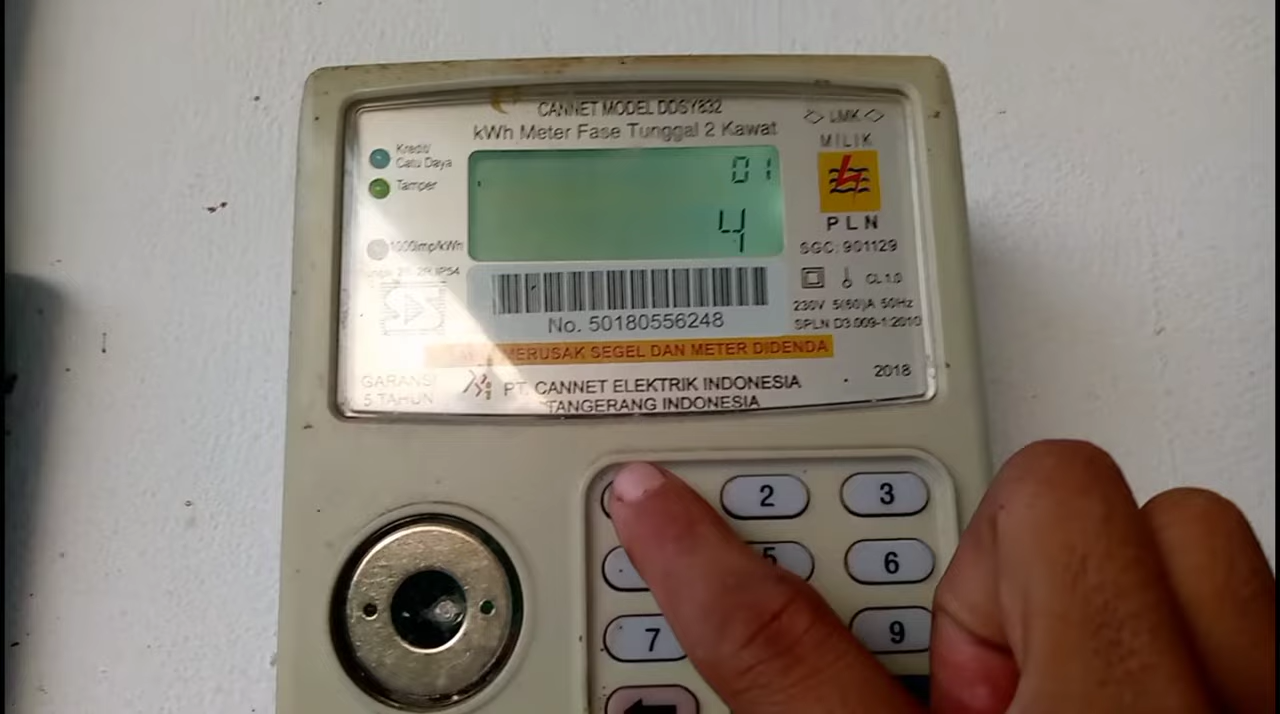 CANNET MODEL DDSY832
kWh Meter Fase Tunggal 2 Kawat
LMK
MILIK
Kredit/
Catu Daya
Tamper
01
4
PLN
SGC: 901129
1000imp/kWh
CL 1,0
IP54
230V 5(60)A 50Hz
No. 50180556248
SPLN D3.009-1:2010
MERUSAK SEGEL DAN METER DIDENDA
2018
GARANSI
5 TAHUN
PT. CANNET ELEKTRIK INDONESIA
TANGERANG INDONESIA
2
3
5
6
7
9